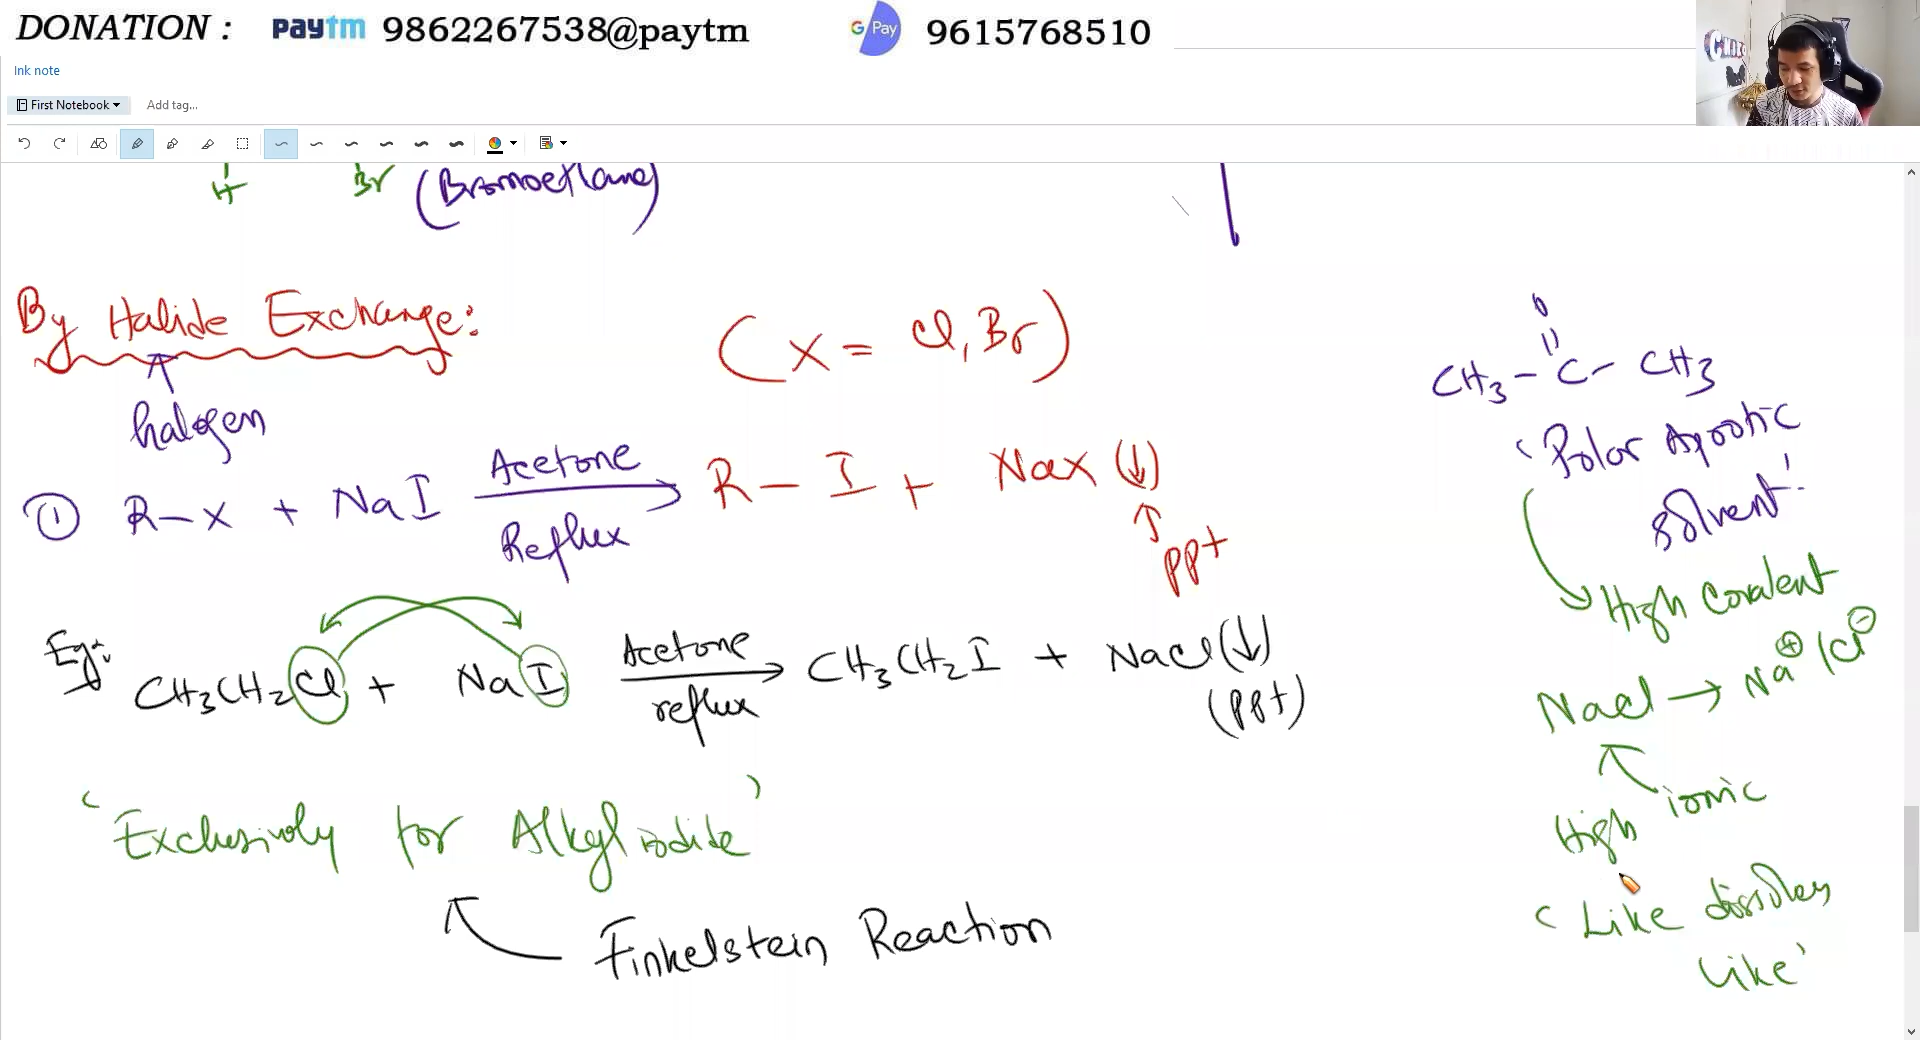 DONATION : paytm 9862267538@paytm G Pay 9615768510
Ink note
First Notebook Add tag...
H Br (Bromoethane)
By Halide Exchange:
(X = Cl, Br)
halogen
① R-X + NaI Acetone Reflux R-I + NaX (↓)
ppt
Eg:
CH3CH2Cl + NaI Acetone reflux CH3CH2I + NaCl (↓)
(ppt)
'Exclusively for Alkyl iodide'
Finkelstein Reaction
O
CH3-C-CH3
'Polar Aprotic
solvent'
High Covalent
NaCl → Na⊕/Cl⊖
High ionic
'Like dissolves
like'